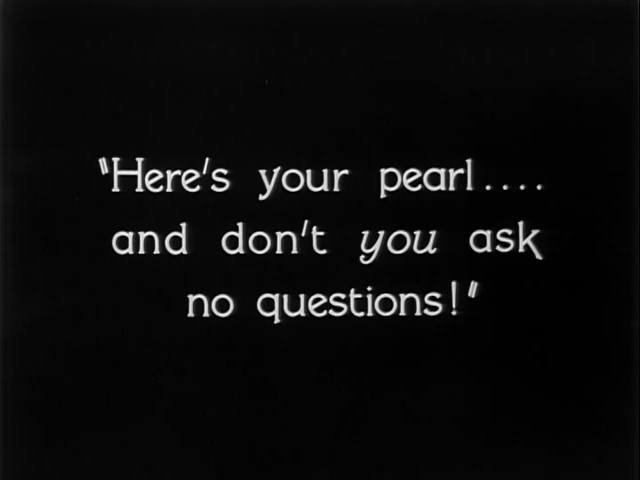 "Here's your pearl....
and don't you ask
no questions!"